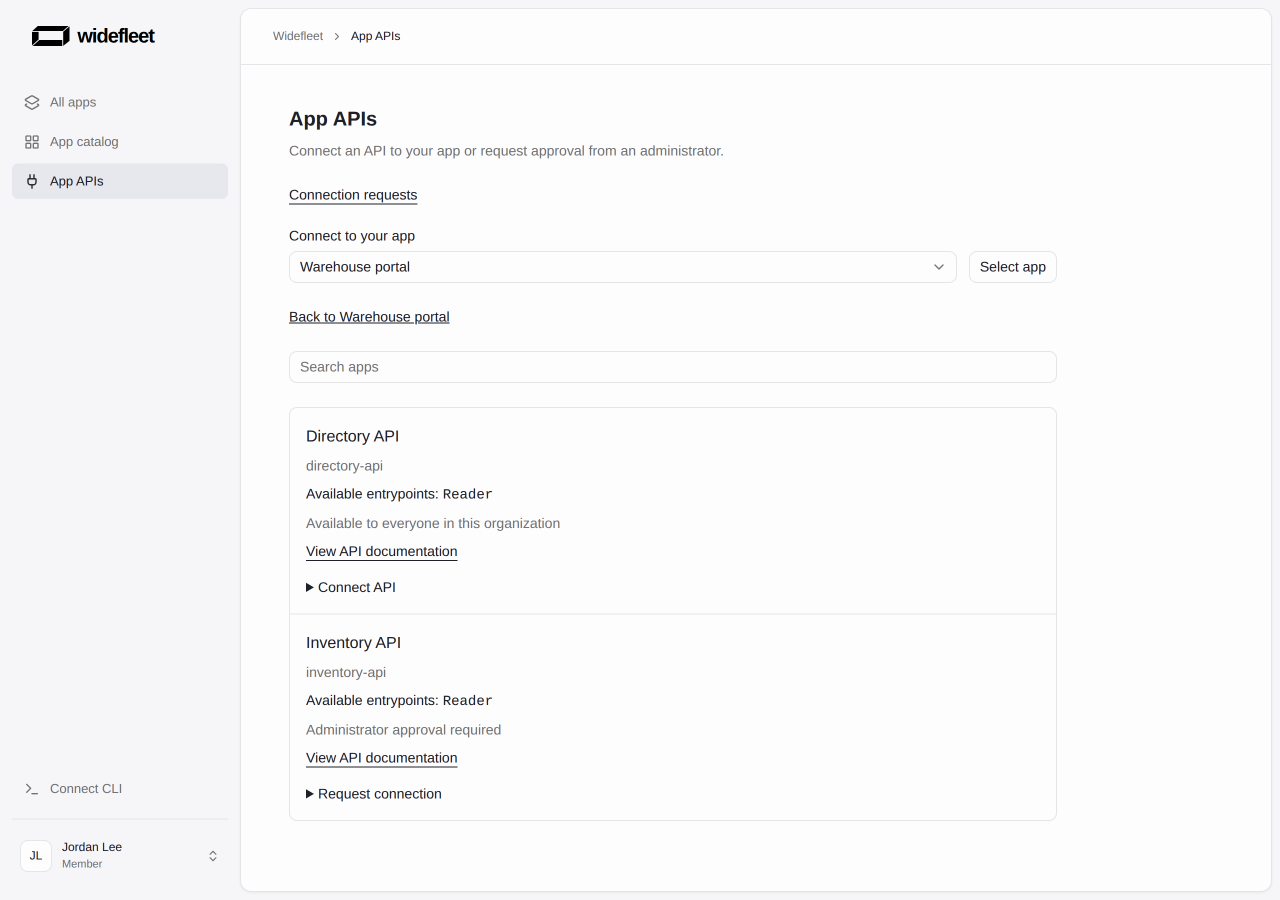 widefleet
Widefleet > App APIs
All apps
App catalog
App APIs
App APIs
Connect an API to your app or request approval from an administrator.
Connection requests
Connect to your app
Warehouse portal
Select app
Back to Warehouse portal
Search apps
Directory API
directory-api
Available entrypoints: Reader
Available to everyone in this organization
View API documentation
Connect API
Inventory API
inventory-api
Available entrypoints: Reader
Administrator approval required
View API documentation
Request connection
Connect CLI
JL
Jordan Lee
Member